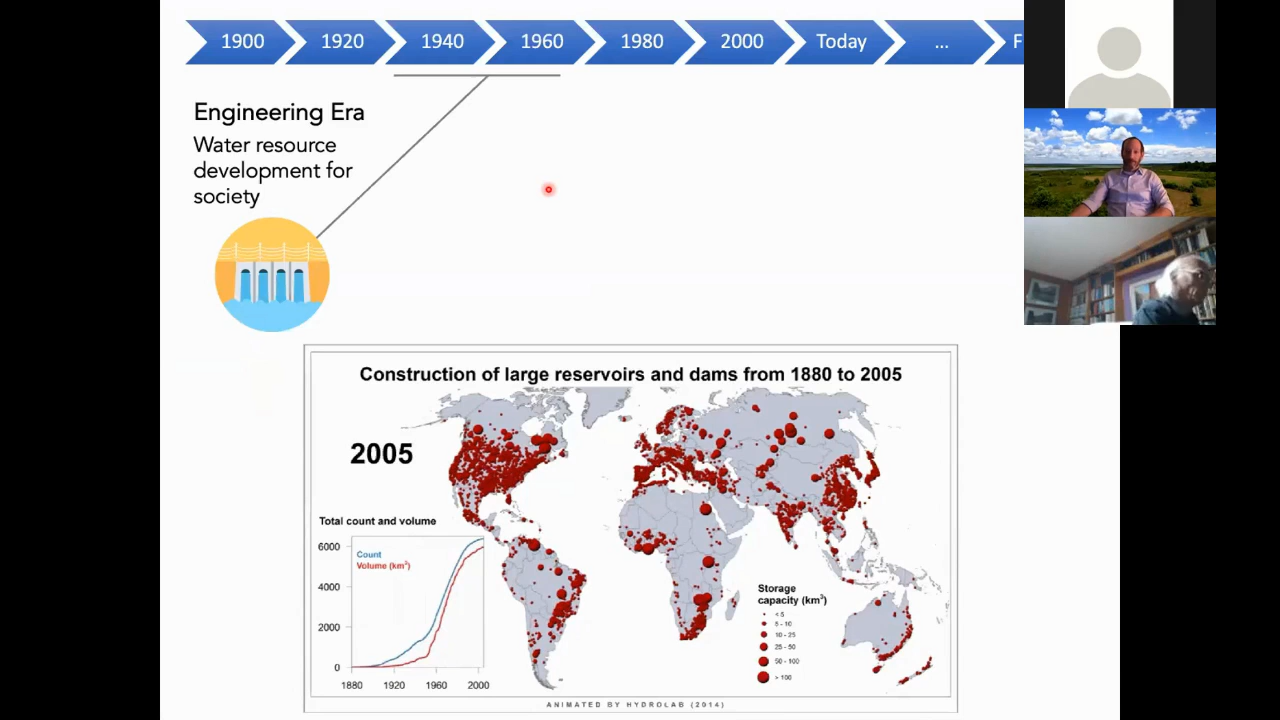 1900 1920 1940 1960 1980 2000 Today ... F
Engineering Era
Water resource
development for
society
Construction of large reservoirs and dams from 1880 to 2005
2005
Total count and volume
Count
Volume (km³)
6000
4000
2000
0
1880 1920 1960 2000
Storage
capacity (km³)
< 5
5 - 10
10 - 25
25 - 50
50 - 100
> 100
ANIMATED BY HYDROLAB (2014)